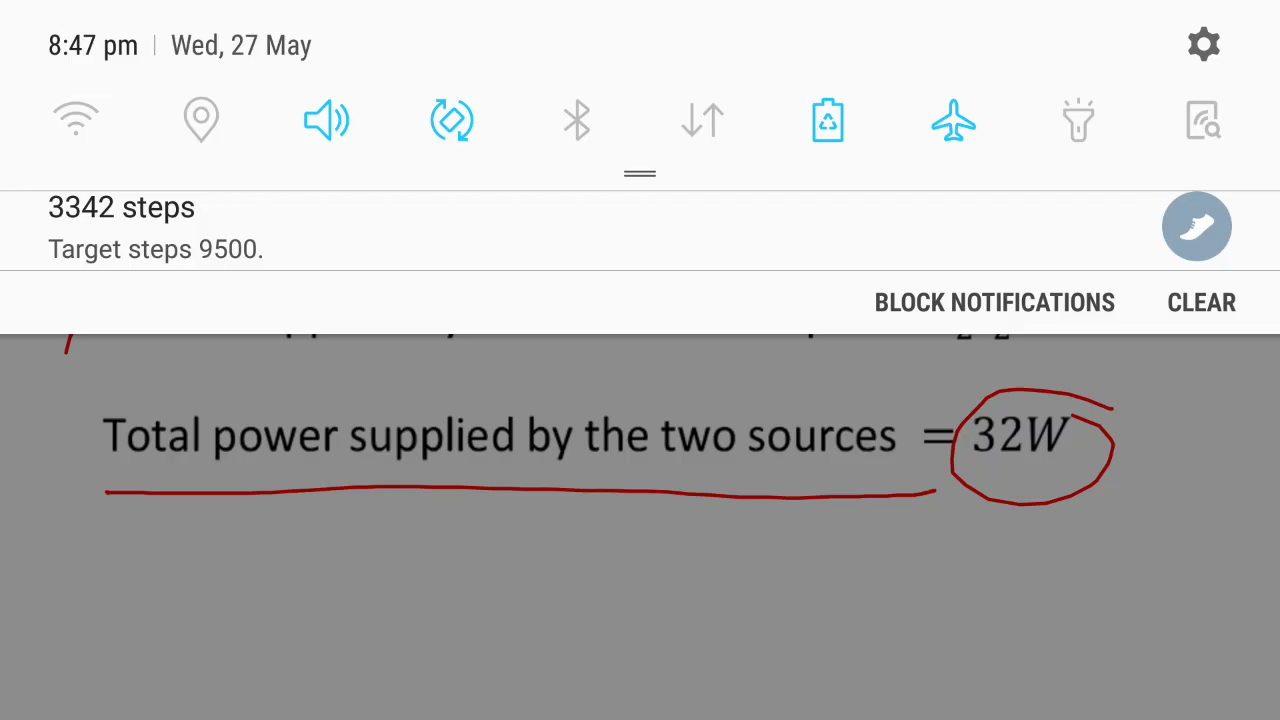 8:47 pm | Wed, 27 May
3342 steps
Target steps 9500.
BLOCK NOTIFICATIONS CLEAR
Total power supplied by the two sources = 32W